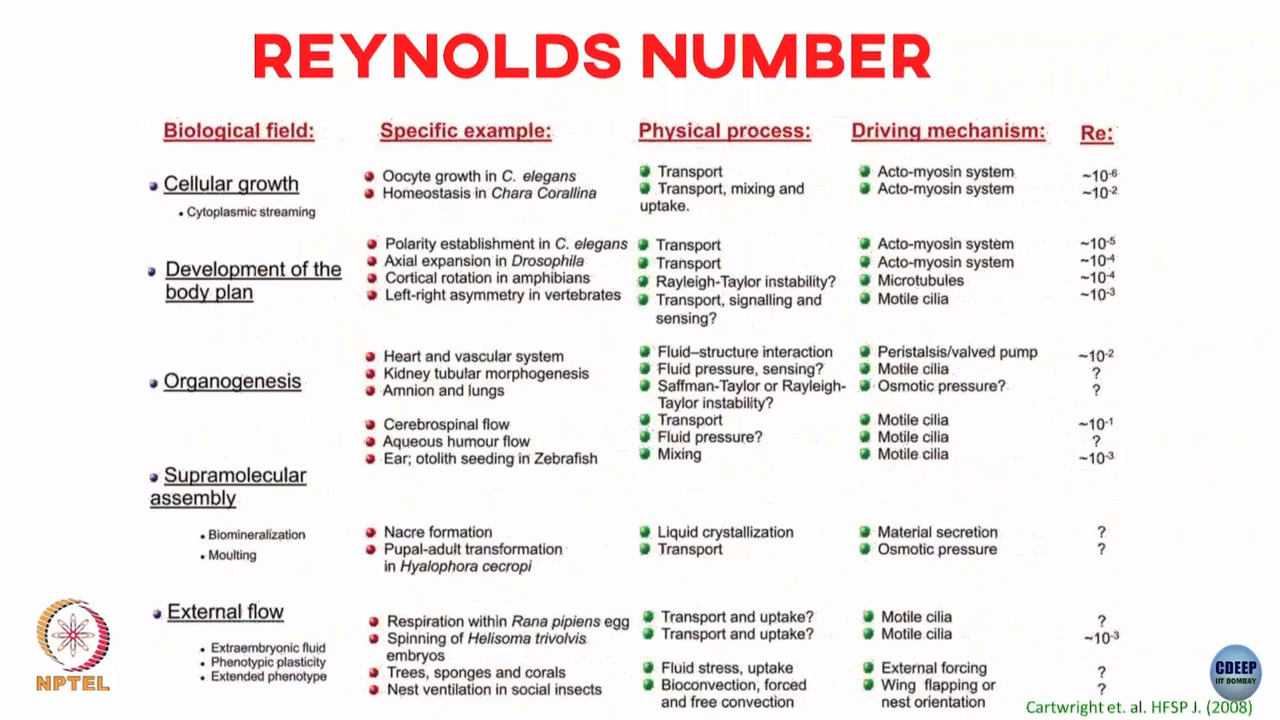 REYNOLDS NUMBER
Biological field: Specific example: Physical process: Driving mechanism: Re:
Cellular growth
• Cytoplasmic streaming
Oocyte growth in C. elegans Transport Acto-myosin system ~10⁻⁶
Homeostasis in Chara Corallina Transport, mixing and Acto-myosin system ~10⁻²
uptake.
Development of the
body plan
Polarity establishment in C. elegans Transport Acto-myosin system ~10⁻⁵
Axial expansion in Drosophila Transport Acto-myosin system ~10⁻⁴
Cortical rotation in amphibians Rayleigh-Taylor instability? Microtubules ~10⁻⁴
Left-right asymmetry in vertebrates Transport, signalling and Motile cilia ~10⁻³
sensing?
Organogenesis
Heart and vascular system Fluid–structure interaction Peristalsis/valved pump ~10⁻²
Kidney tubular morphogenesis Fluid pressure, sensing? Motile cilia ?
Amnion and lungs Saffman-Taylor or Rayleigh- Osmotic pressure? ?
Taylor instability?
Cerebrospinal flow Transport Motile cilia ~10⁻¹
Aqueous humour flow Fluid pressure? Motile cilia ?
Ear; otolith seeding in Zebrafish Mixing Motile cilia ~10⁻³
Supramolecular
assembly
• Biomineralization
• Moulting
Nacre formation Liquid crystallization Material secretion ?
Pupal-adult transformation Transport Osmotic pressure ?
in Hyalophora cecropi
External flow
• Extraembryonic fluid
• Phenotypic plasticity
• Extended phenotype
Respiration within Rana pipiens egg Transport and uptake? Motile cilia ?
Spinning of Helisoma trivolvis Transport and uptake? Motile cilia ~10⁻³
embryos
Trees, sponges and corals Fluid stress, uptake External forcing ?
Nest ventilation in social insects Bioconvection, forced Wing flapping or ?
and free convection nest orientation
NPTEL
CDEEP
IIT BOMBAY
Cartwright et. al. HFSP J. (2008)